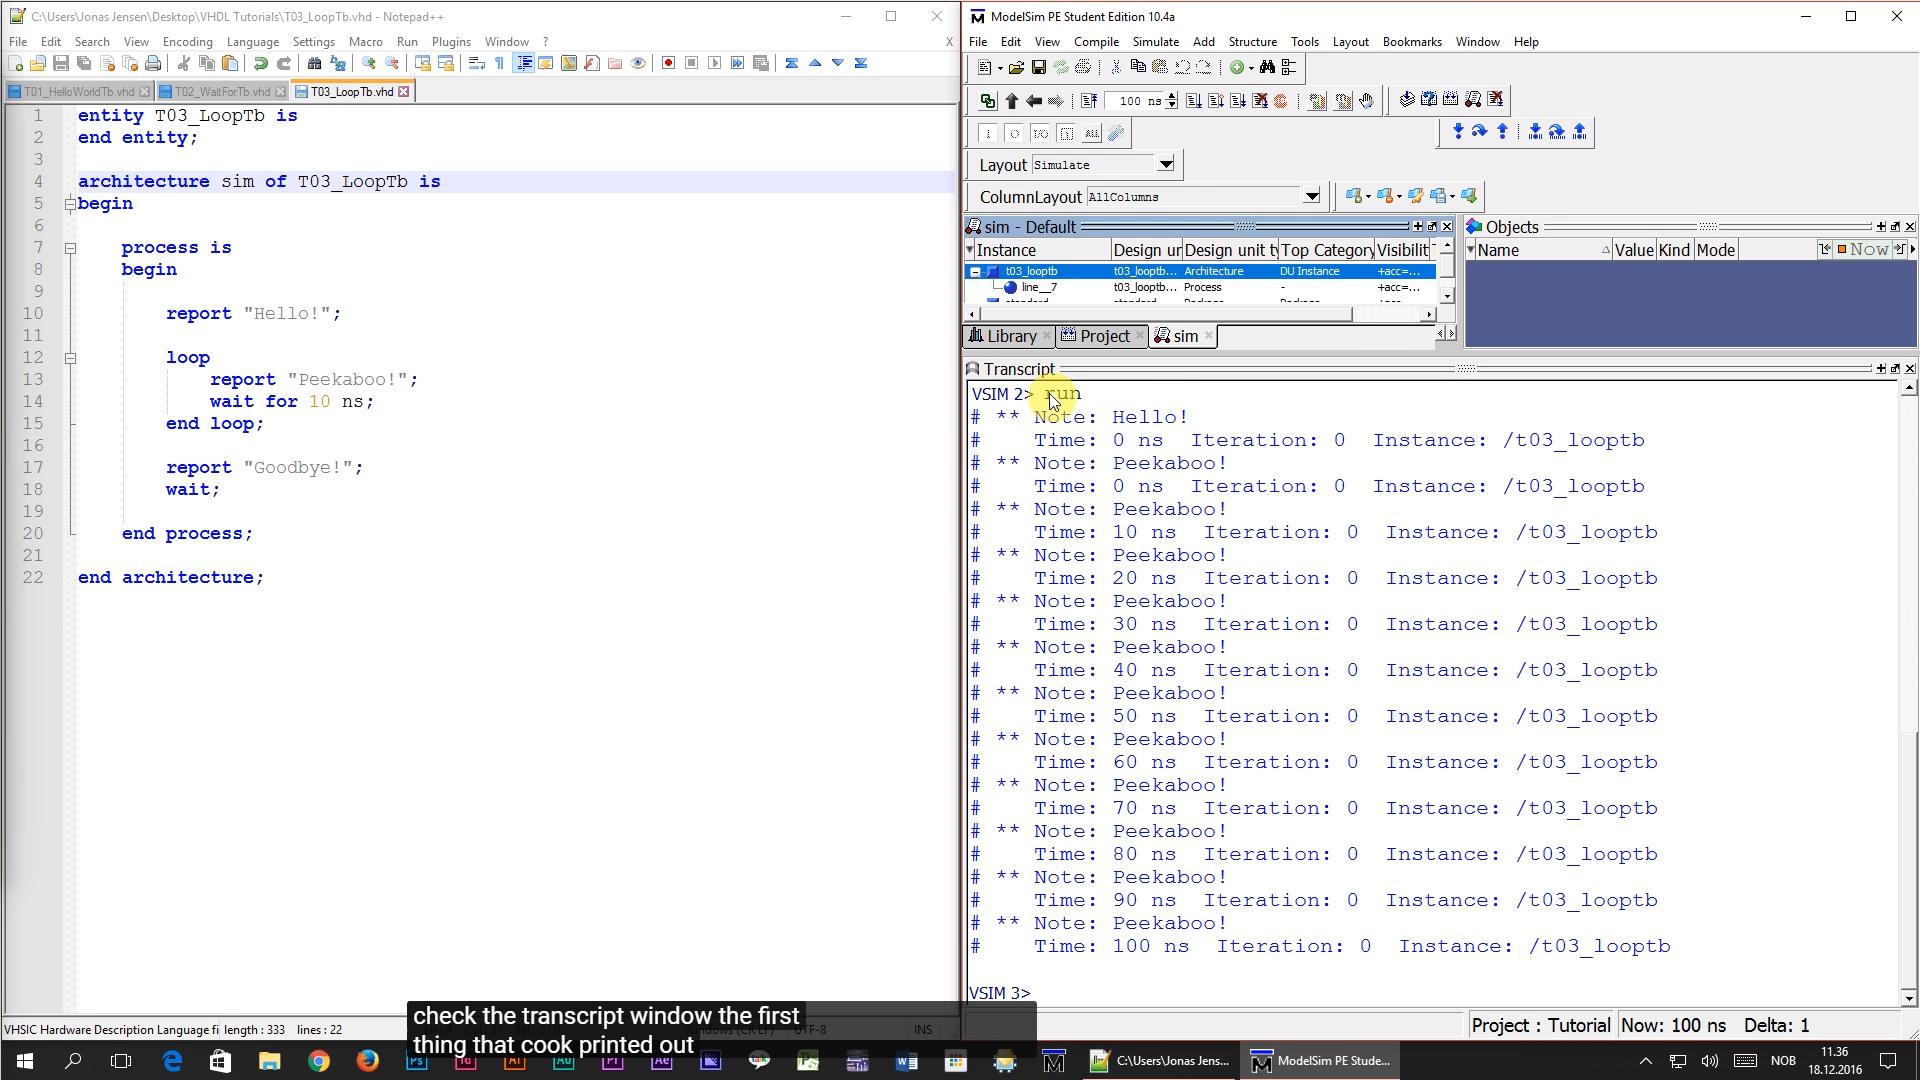 C:\Users\Jonas Jensen\Desktop\VHDL Tutorials\T03_LoopTb.vhd - Notepad++
File Edit Search View Encoding Language Settings Macro Run Plugins Window ? X
T01_HelloWorldTb.vhd T02_WaitForTb.vhd T03_LoopTb.vhd
1 entity T03_LoopTb is
2 end entity;
3
4 architecture sim of T03_LoopTb is
5 begin
6
7 process is
8 begin
9
10 report "Hello!";
11
12 loop
13 report "Peekaboo!";
14 wait for 10 ns;
15 end loop;
16
17 report "Goodbye!";
18 wait;
19
20 end process;
21
22 end architecture;
VHSIC Hardware Description Language fi length : 333 lines : 22
UTF-8 INS
ModelSim PE Student Edition 10.4a
File Edit View Compile Simulate Add Structure Tools Layout Bookmarks Window Help
100 ns
Layout Simulate
ColumnLayout AllColumns
sim - Default
Instance Design ur Design unit ty Top Category Visibilit
t03_looptb t03_looptb... Architecture DU Instance +acc=...
line__7 t03_looptb... Process - +acc=...
Library Project sim
Objects
Name Value Kind Mode Now
Transcript
VSIM 2> run
# ** Note: Hello!
# Time: 0 ns Iteration: 0 Instance: /t03_looptb
# ** Note: Peekaboo!
# Time: 0 ns Iteration: 0 Instance: /t03_looptb
# ** Note: Peekaboo!
# Time: 10 ns Iteration: 0 Instance: /t03_looptb
# ** Note: Peekaboo!
# Time: 20 ns Iteration: 0 Instance: /t03_looptb
# ** Note: Peekaboo!
# Time: 30 ns Iteration: 0 Instance: /t03_looptb
# ** Note: Peekaboo!
# Time: 40 ns Iteration: 0 Instance: /t03_looptb
# ** Note: Peekaboo!
# Time: 50 ns Iteration: 0 Instance: /t03_looptb
# ** Note: Peekaboo!
# Time: 60 ns Iteration: 0 Instance: /t03_looptb
# ** Note: Peekaboo!
# Time: 70 ns Iteration: 0 Instance: /t03_looptb
# ** Note: Peekaboo!
# Time: 80 ns Iteration: 0 Instance: /t03_looptb
# ** Note: Peekaboo!
# Time: 90 ns Iteration: 0 Instance: /t03_looptb
# ** Note: Peekaboo!
# Time: 100 ns Iteration: 0 Instance: /t03_looptb
VSIM 3>
Project : Tutorial Now: 100 ns Delta: 1
check the transcript window the first
thing that cook printed out
C:\Users\Jonas Jens... ModelSim PE Stude...
NOB 11.36
18.12.2016